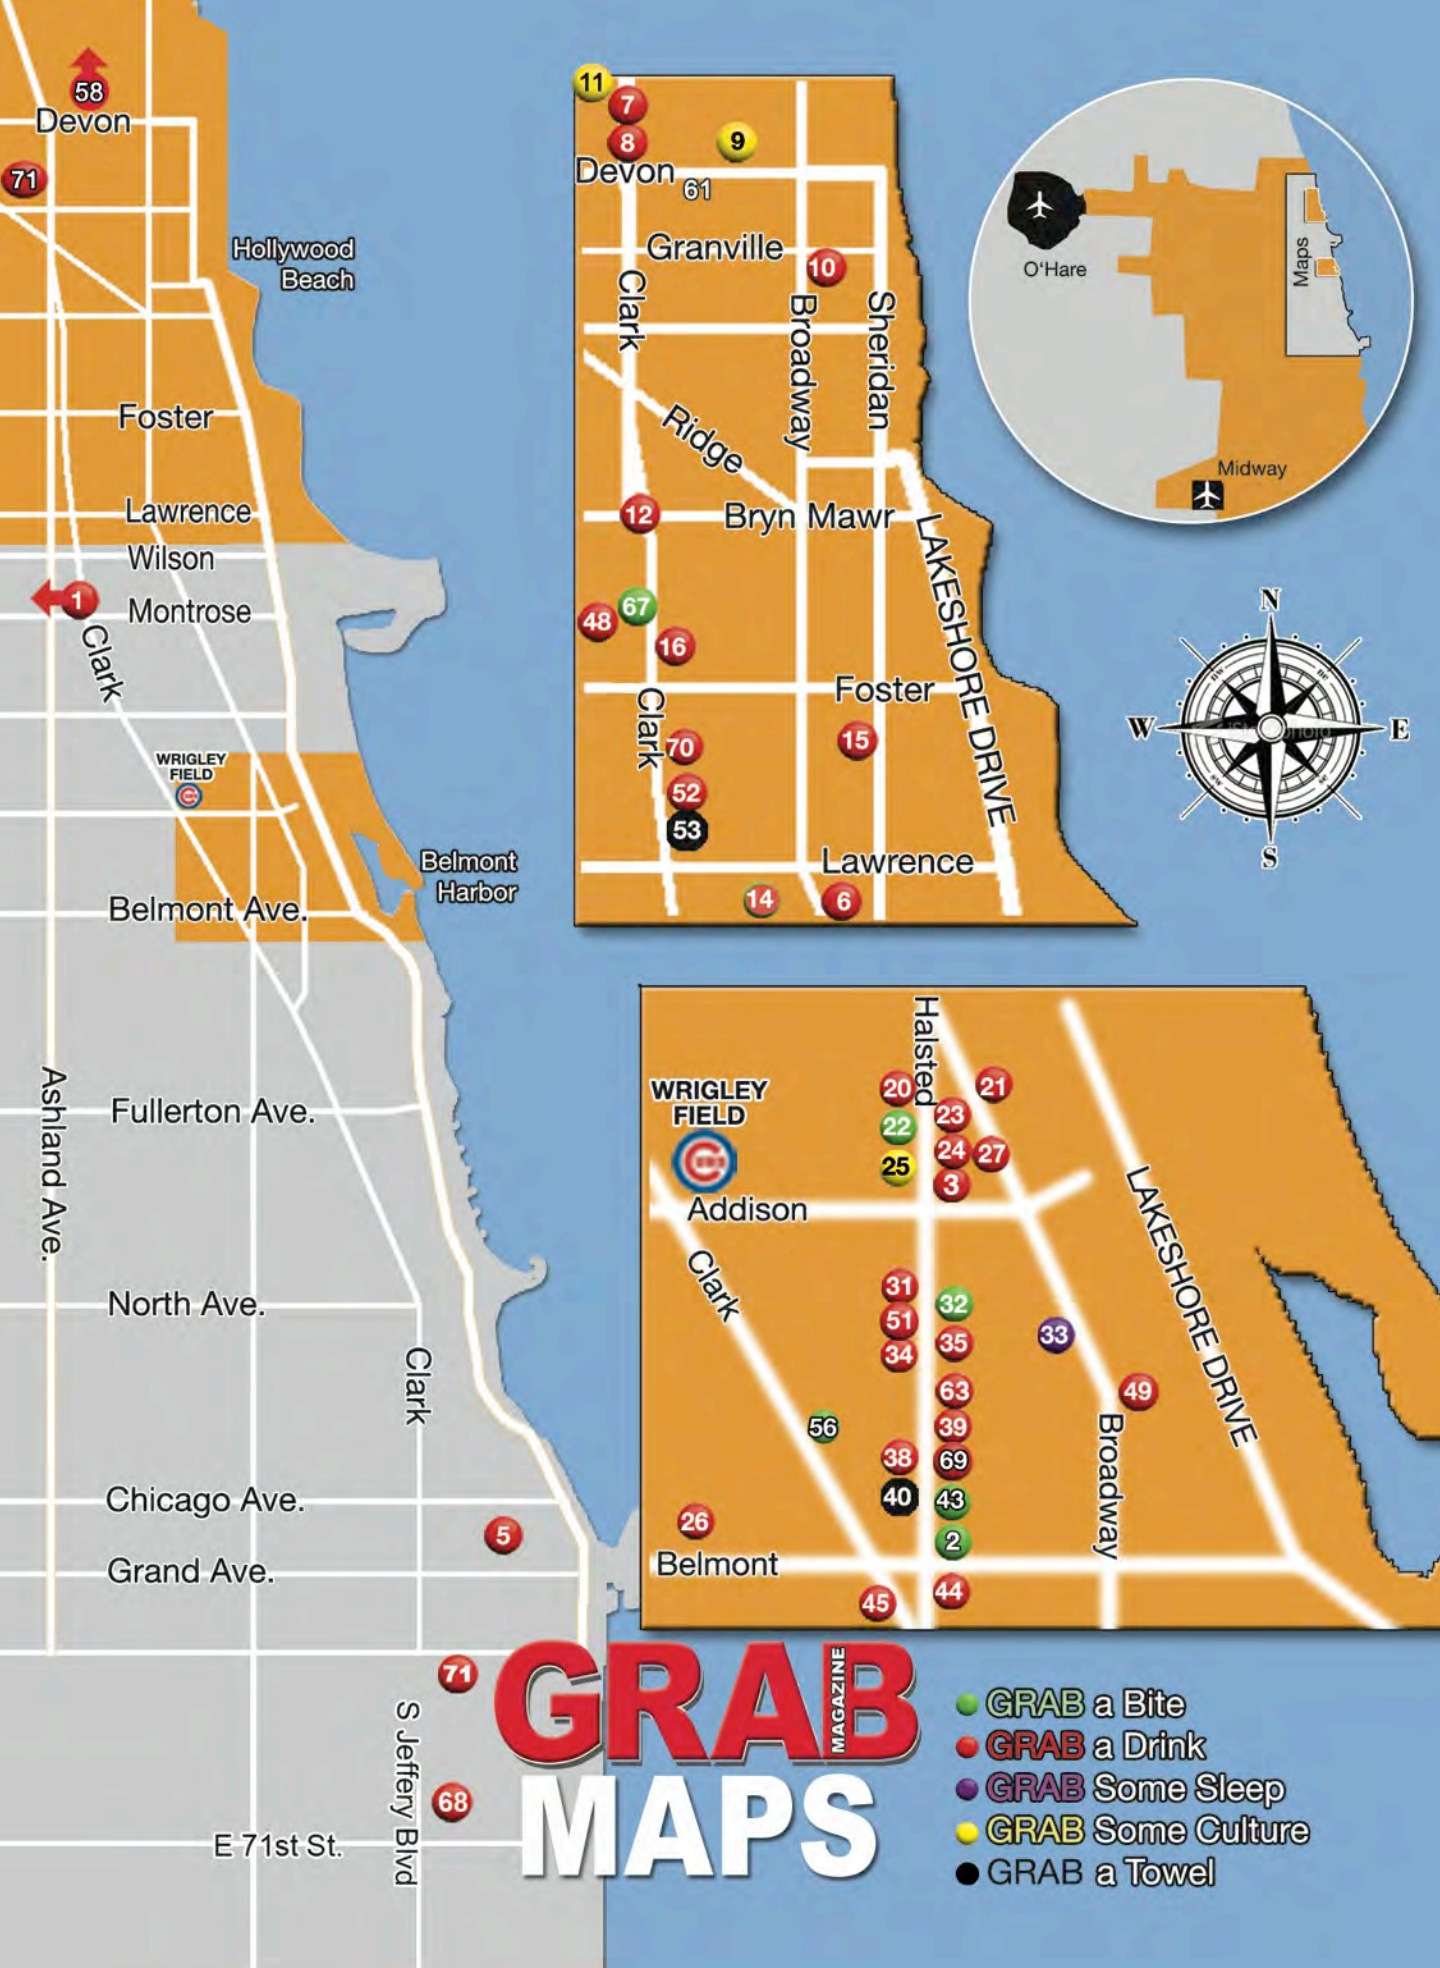 58
Devon
71
Hollywood
Beach
Foster
Lawrence
Wilson
1
Montrose
Clark
WRIGLEY
FIELD
Belmont
Harbor
Belmont Ave.
Ashland Ave.
Fullerton Ave.
North Ave.
Clark
Chicago Ave.
5
Grand Ave.
71
S Jeffery Blvd
68
E 71st St.
11
7
8
9
Devon
61
Granville
10
Clark
Broadway
Sheridan
Ridge
12
Bryn Mawr
LAKESHORE DRIVE
67
48
16
Foster
Clark
70
15
52
53
Lawrence
14
6
O'Hare
Maps
Midway
N
W
E
S
Halsted
WRIGLEY
FIELD
20
21
23
22
24
27
25
3
Addison
Clark
LAKESHORE DRIVE
31
32
51
35
34
33
63
49
39
56
38
69
40
43
Broadway
26
2
Belmont
44
45
GRAB
MAGAZINE
MAPS
GRAB a Bite
GRAB a Drink
GRAB Some Sleep
GRAB Some Culture
GRAB a Towel